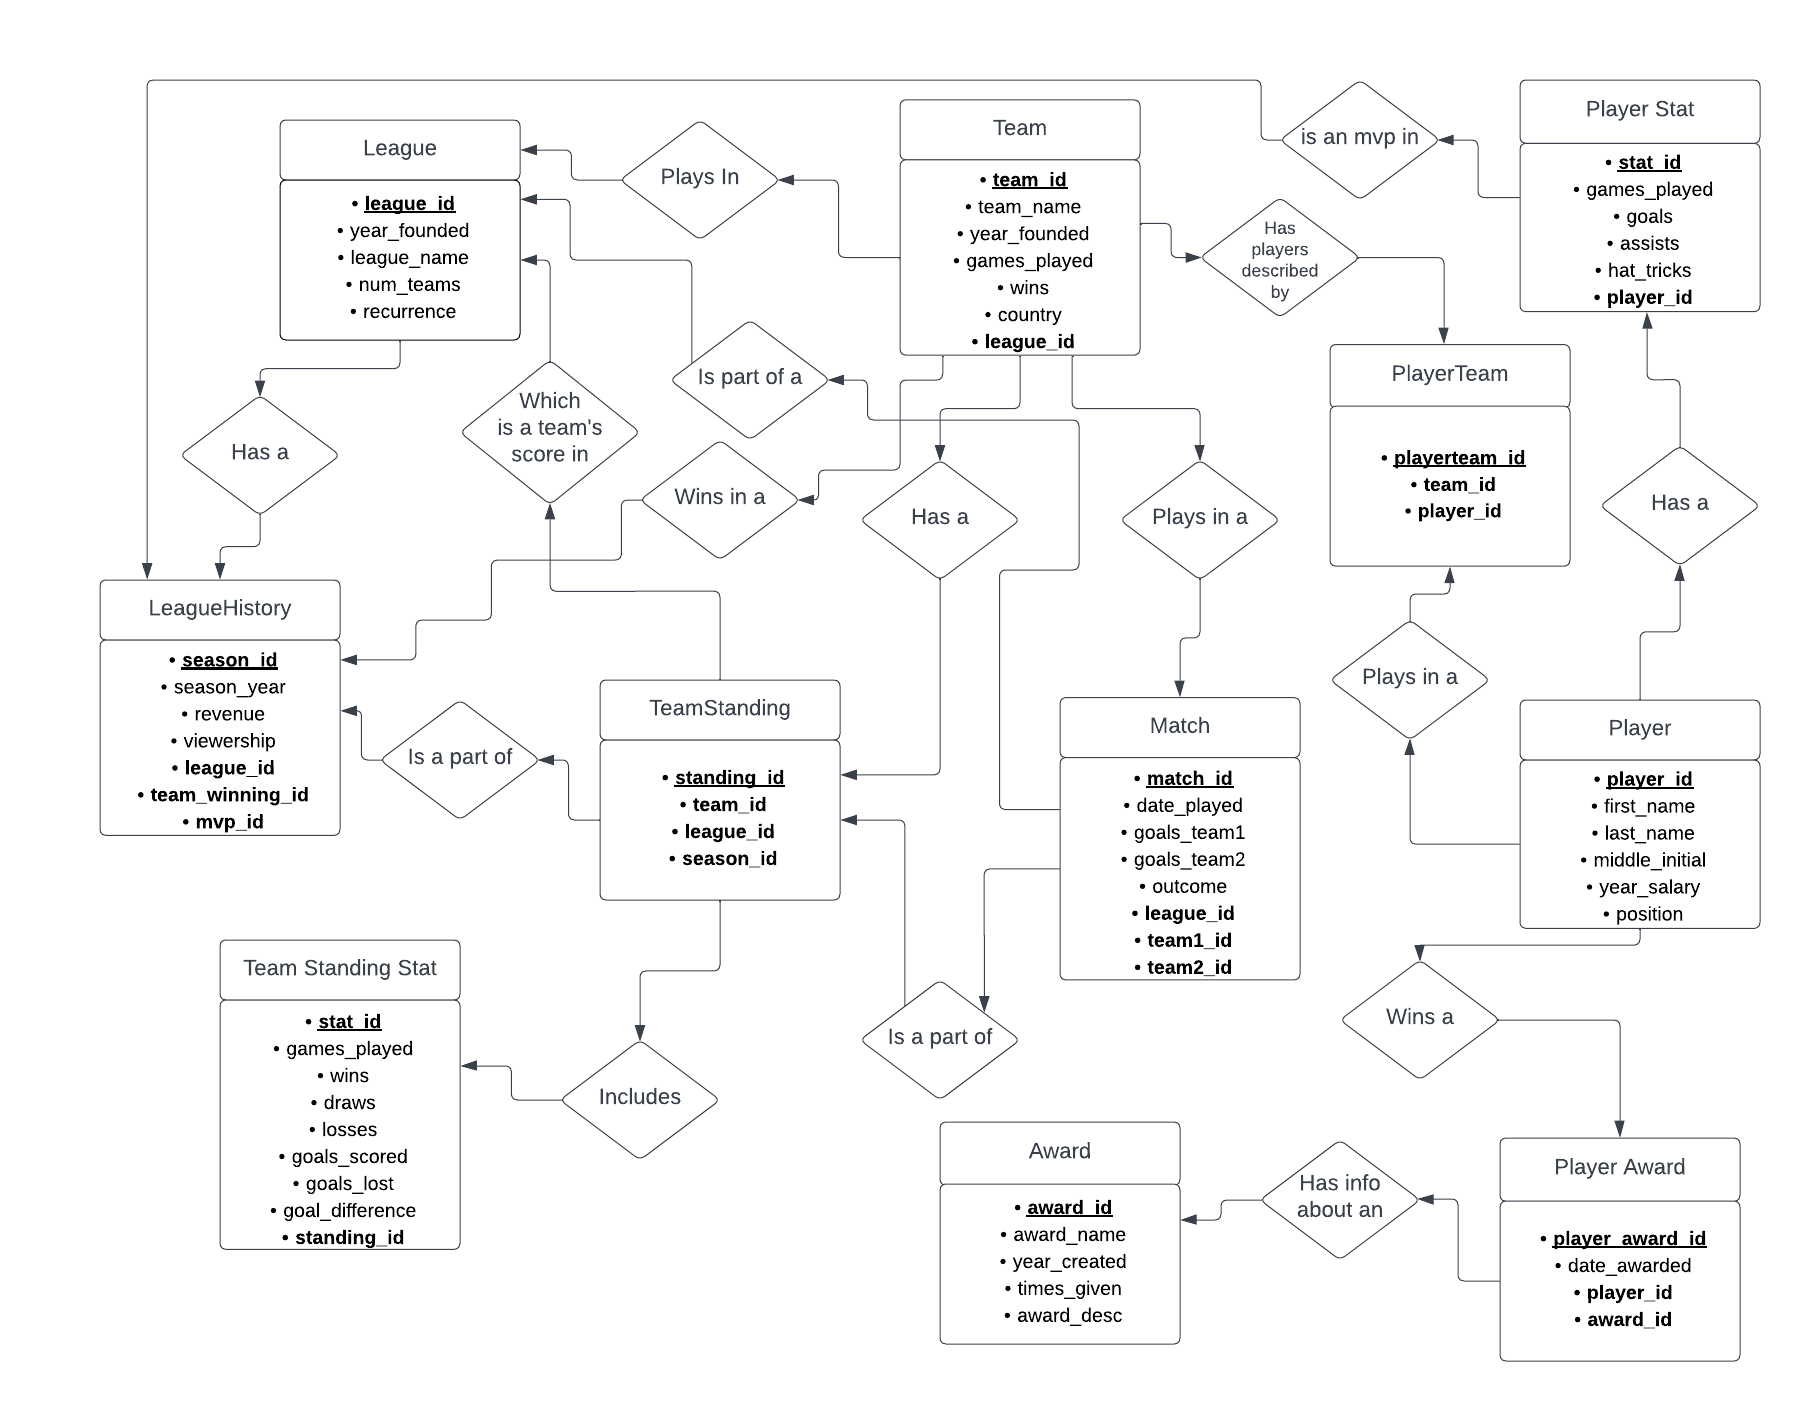 League
• league_id
• year_founded
• league_name
• num_teams
• recurrence
Plays In
Team
• team_id
• team_name
• year_founded
• games_played
• wins
• country
• league_id
is an mvp in
Player Stat
• stat_id
• games_played
• goals
• assists
• hat_tricks
• player_id
Has
players
described
by
Has a
Which
is a team's
score in
Is part of a
Wins in a
Has a
Plays in a
PlayerTeam
• playerteam_id
• team_id
• player_id
Has a
LeagueHistory
• season_id
• season_year
• revenue
• viewership
• league_id
• team_winning_id
• mvp_id
Is a part of
TeamStanding
• standing_id
• team_id
• league_id
• season_id
Match
• match_id
• date_played
• goals_team1
• goals_team2
• outcome
• league_id
• team1_id
• team2_id
Plays in a
Player
• player_id
• first_name
• last_name
• middle_initial
• year_salary
• position
Team Standing Stat
• stat_id
• games_played
• wins
• draws
• losses
• goals_scored
• goals_lost
• goal_difference
• standing_id
Includes
Is a part of
Wins a
Award
• award_id
• award_name
• year_created
• times_given
• award_desc
Has info
about an
Player Award
• player_award_id
• date_awarded
• player_id
• award_id